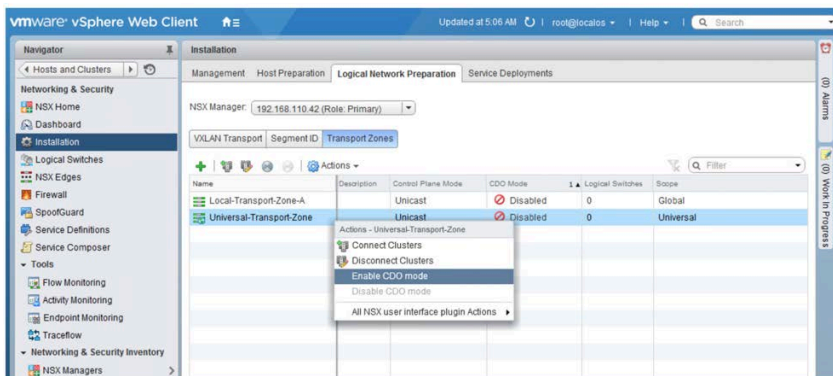 vmware® vSphere Web Client
Updated at 5:06 AM | root@localos | Help | Search
Navigator
Hosts and Clusters
Networking & Security
NSX Home
Dashboard
Installation
Logical Switches
NSX Edges
Firewall
SpoofGuard
Service Definitions
Service Composer
Tools
Flow Monitoring
Activity Monitoring
Endpoint Monitoring
Traceflow
Networking & Security Inventory
NSX Managers
Installation
Management Host Preparation Logical Network Preparation Service Deployments
NSX Manager: 192.168.110.42 (Role: Primary)
VXLAN Transport Segment ID Transport Zones
Actions Filter
Name Description Control Plane Mode CDO Mode 1 Logical Switches Scope
Local-Transport-Zone-A Unicast Disabled 0 Global
Universal-Transport-Zone Unicast Disabled 0 Universal
Actions - Universal-Transport-Zone
Connect Clusters
Disconnect Clusters
Enable CDO mode
Disable CDO mode
All NSX user interface plugin Actions
(0) Alarms
(0) Work In Progress